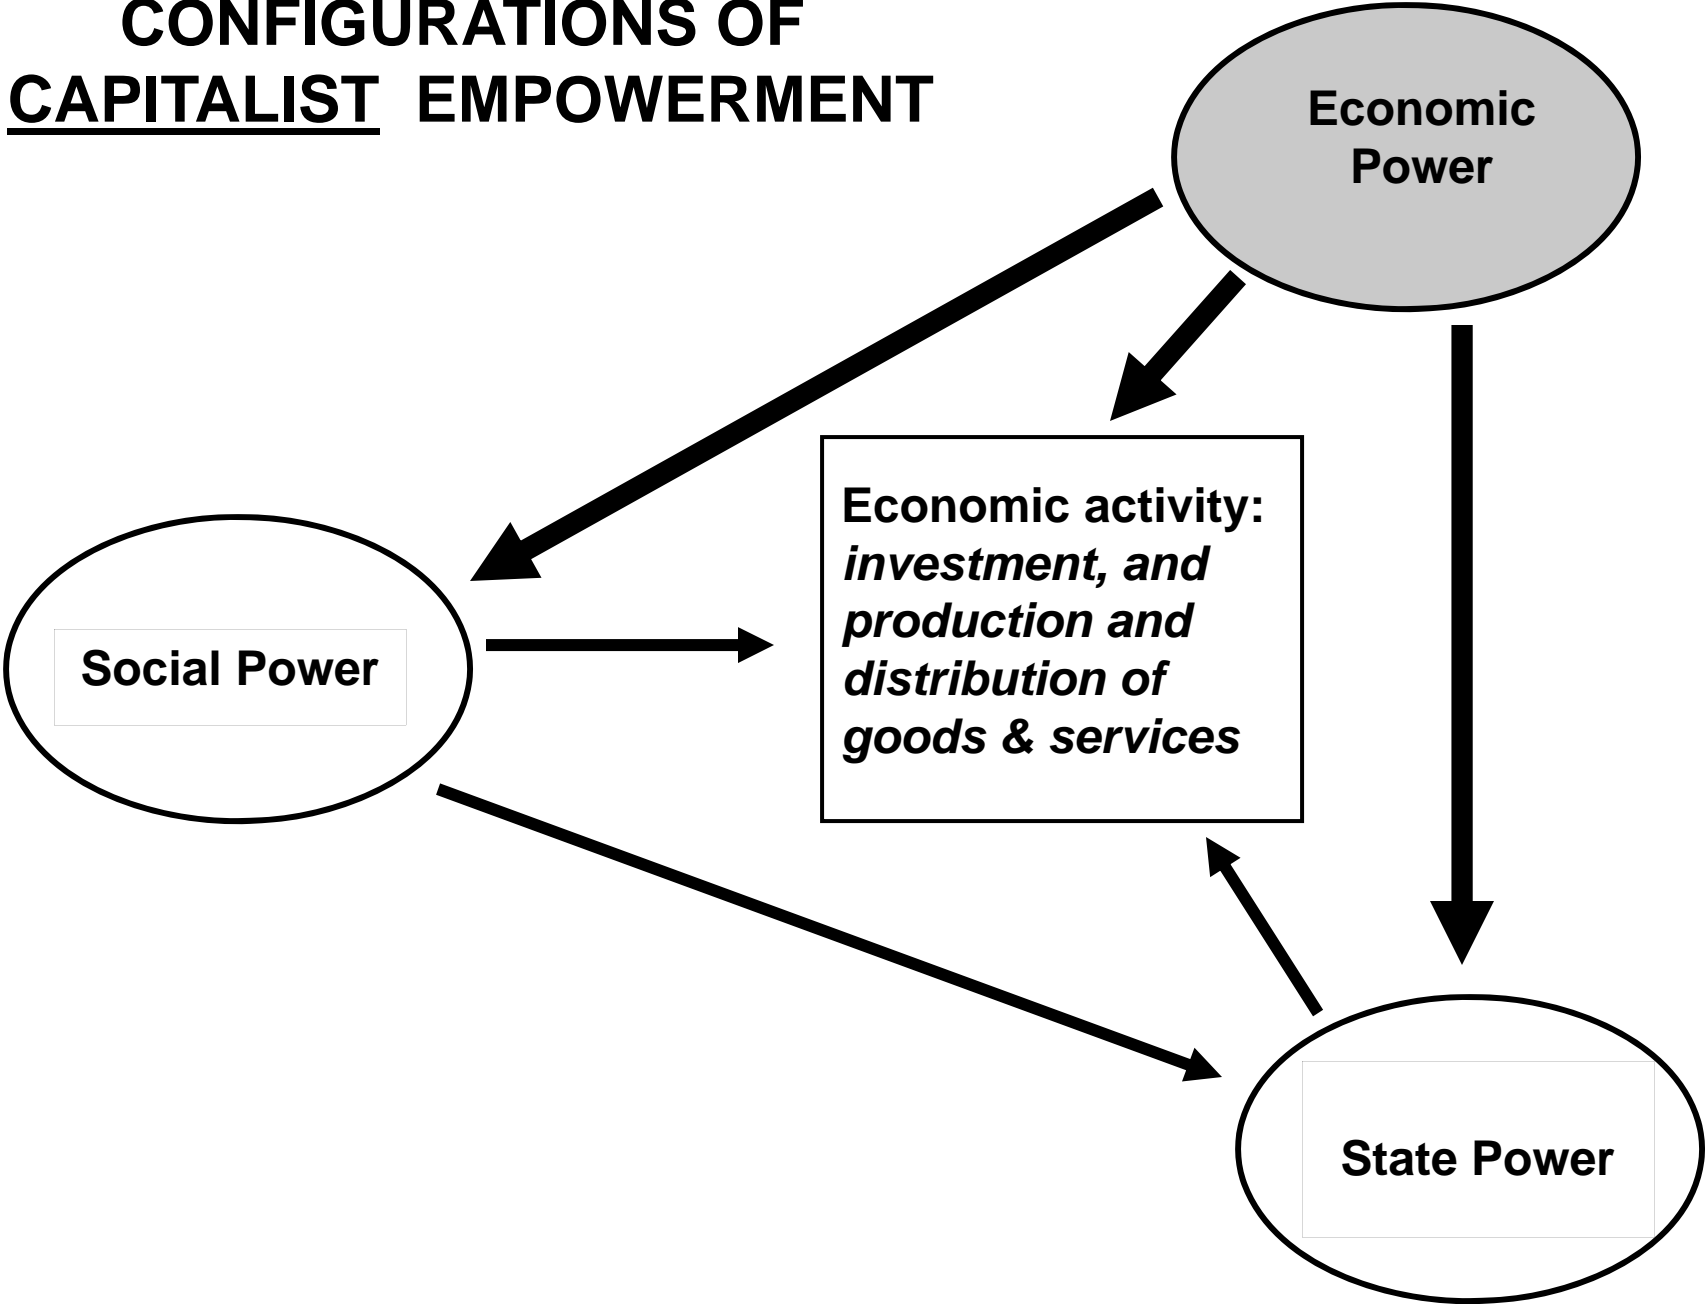 CONFIGURATIONS OF
CAPITALIST EMPOWERMENT
Economic
Power
Economic activity:
investment, and
production and
distribution of
goods & services
Social Power
State Power